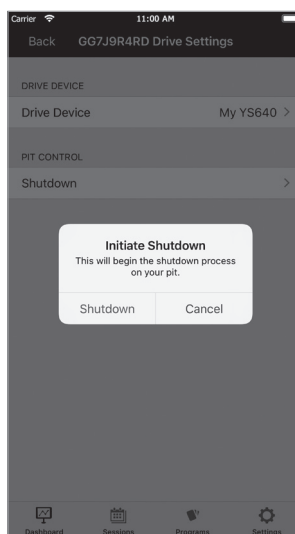 Carrier 11:00 AM
Back GG7J9R4RD Drive Settings
DRIVE DEVICE
Drive Device My YS640 >
PIT CONTROL
Shutdown >
Initiate Shutdown
This will begin the shutdown process
on your pit.
Shutdown Cancel
Dashboard Sessions Programs Settings